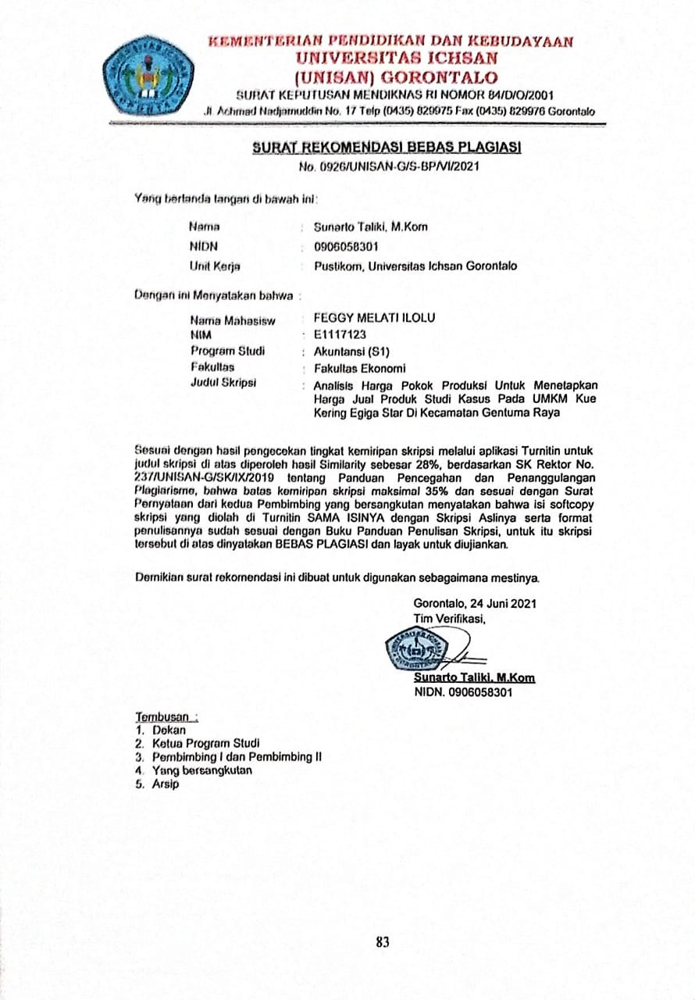 KEMENTERIAN PENDIDIKAN DAN KEBUDAYAAN
UNIVERSITAS ICHSAN
(UNISAN) GORONTALO
SURAT KEPUTUSAN MENDIKNAS RI NOMOR 84/D/O/2001
Jl. Achmad Nadjamuddin No. 17 Telp (0435) 829975 Fax (0435) 829976 Gorontalo
SURAT REKOMENDASI BEBAS PLAGIASI
No. 0926/UNISAN-G/S-BP/VI/2021
Yang bertanda tangan di bawah ini :
Nama : Sunarto Taliki, M.Kom
NIDN : 0906058301
Unit Kerja : Pustikom, Universitas Ichsan Gorontalo
Dengan ini Menyatakan bahwa :
Nama Mahasisw : FEGGY MELATI ILOLU
NIM : E1117123
Program Studi : Akuntansi (S1)
Fakultas : Fakultas Ekonomi
Judul Skripsi : Analisis Harga Pokok Produksi Untuk Menetapkan
Harga Jual Produk Studi Kasus Pada UMKM Kue
Kering Egiga Star Di Kecamatan Gentuma Raya
Sesuai dengan hasil pengecekan tingkat kemiripan skripsi melalui aplikasi Turnitin untuk
judul skripsi di atas diperoleh hasil Similarity sebesar 28%, berdasarkan SK Rektor No.
237/UNISAN-G/SK/IX/2019 tentang Panduan Pencegahan dan Penanggulangan
Plagiarisme, bahwa batas kemiripan skripsi maksimal 35% dan sesuai dengan Surat
Pernyataan dari kedua Pembimbing yang bersangkutan menyatakan bahwa isi softcopy
skripsi yang diolah di Turnitin SAMA ISINYA dengan Skripsi Aslinya serta format
penulisannya sudah sesuai dengan Buku Panduan Penulisan Skripsi, untuk itu skripsi
tersebut di atas dinyatakan BEBAS PLAGIASI dan layak untuk diujiankan.
Demikian surat rekomendasi ini dibuat untuk digunakan sebagaimana mestinya.
Gorontalo, 24 Juni 2021
Tim Verifikasi,
UNIVERSITAS ICHSAN
GORONTALO
Sunarto Taliki, M.Kom
NIDN. 0906058301
Tembusan :
1. Dekan
2. Ketua Program Studi
3. Pembimbing I dan Pembimbing II
4. Yang bersangkutan
5. Arsip
83